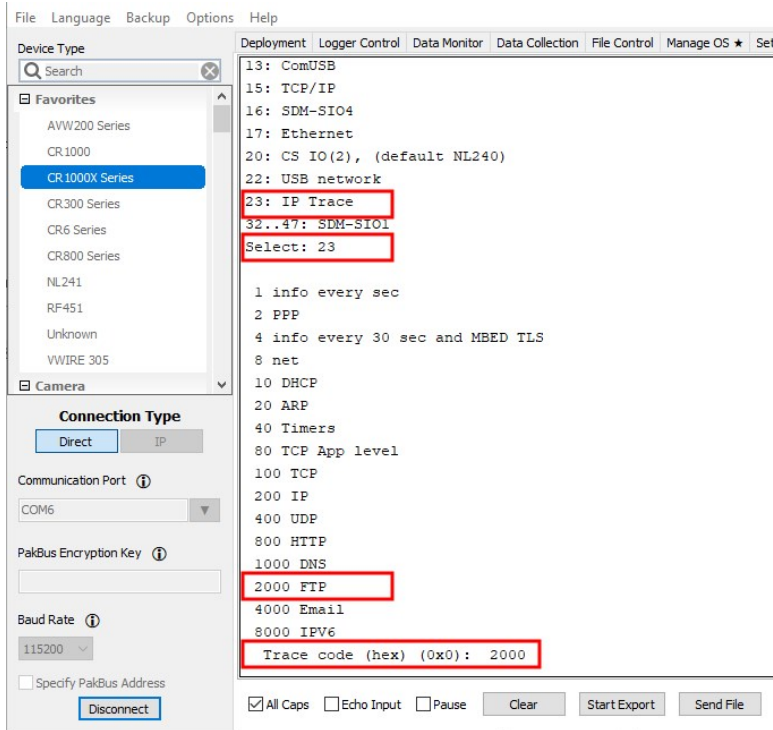 File Language Backup Options Help
Device Type
Search
Favorites
AVW200 Series
CR1000
CR1000X Series
CR300 Series
CR6 Series
CR800 Series
NL241
RF451
Unknown
VWIRE 305
Camera
Connection Type
Direct IP
Communication Port
COM6
PakBus Encryption Key
Baud Rate
115200
Specify PakBus Address
Disconnect
Deployment Logger Control Data Monitor Data Collection File Control Manage OS ★ Set
13: ComUSB
15: TCP/IP
16: SDM-SIO4
17: Ethernet
20: CS IO(2), (default NL240)
22: USB network
23: IP Trace
32..47: SDM-SIO1
Select: 23
1 info every sec
2 PPP
4 info every 30 sec and MBED TLS
8 net
10 DHCP
20 ARP
40 Timers
80 TCP App level
100 TCP
200 IP
400 UDP
800 HTTP
1000 DNS
2000 FTP
4000 Email
8000 IPV6
Trace code (hex) (0x0): 2000
All Caps Echo Input Pause Clear Start Export Send File